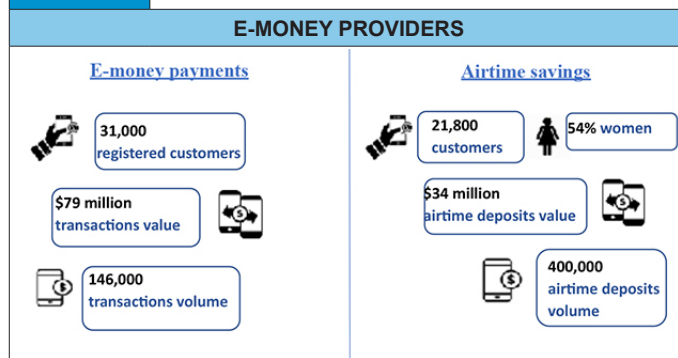 E-MONEY PROVIDERS
E-money payments
31,000
registered customers
$79 million
transactions value
146,000
transactions volume
Airtime savings
21,800
customers
54% women
$34 million
airtime deposits value
400,000
airtime deposits
volume